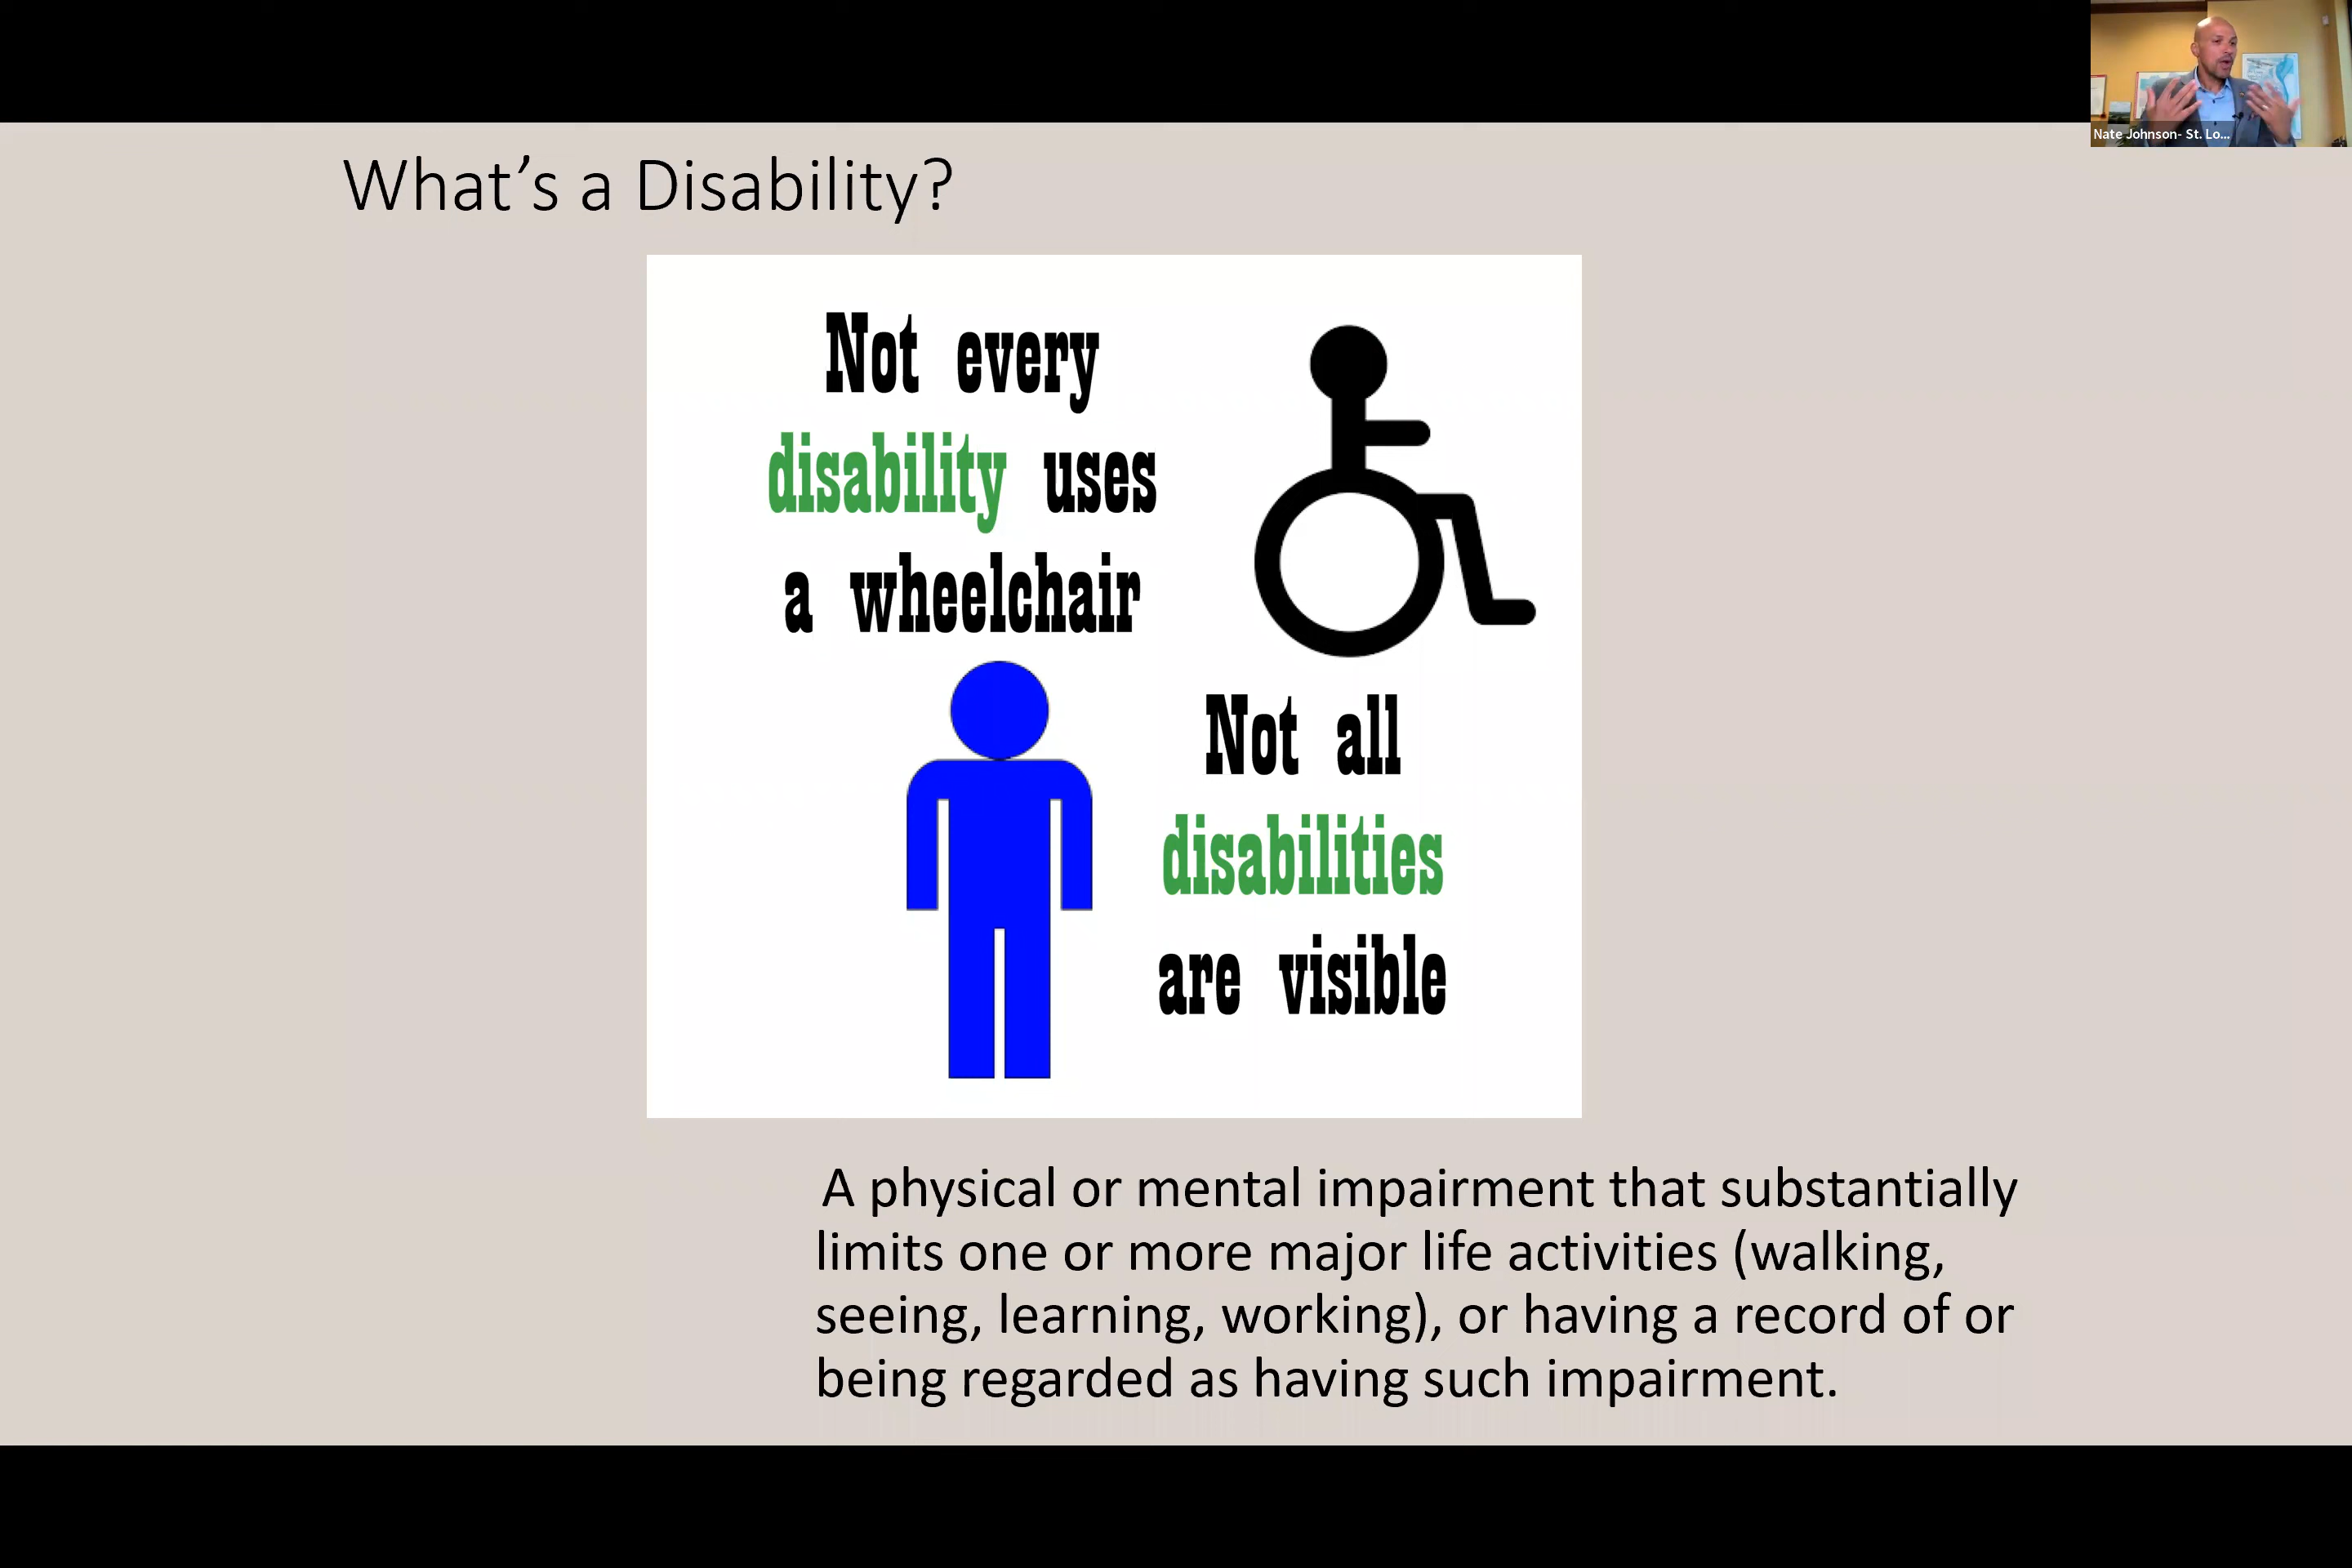 What's a Disability?
Not every
disability uses
a wheelchair
Not all
disabilities
are visible
A physical or mental impairment that substantially
limits one or more major life activities (walking,
seeing, learning, working), or having a record of or
being regarded as having such impairment.
Nate Johnson- St. Lo...